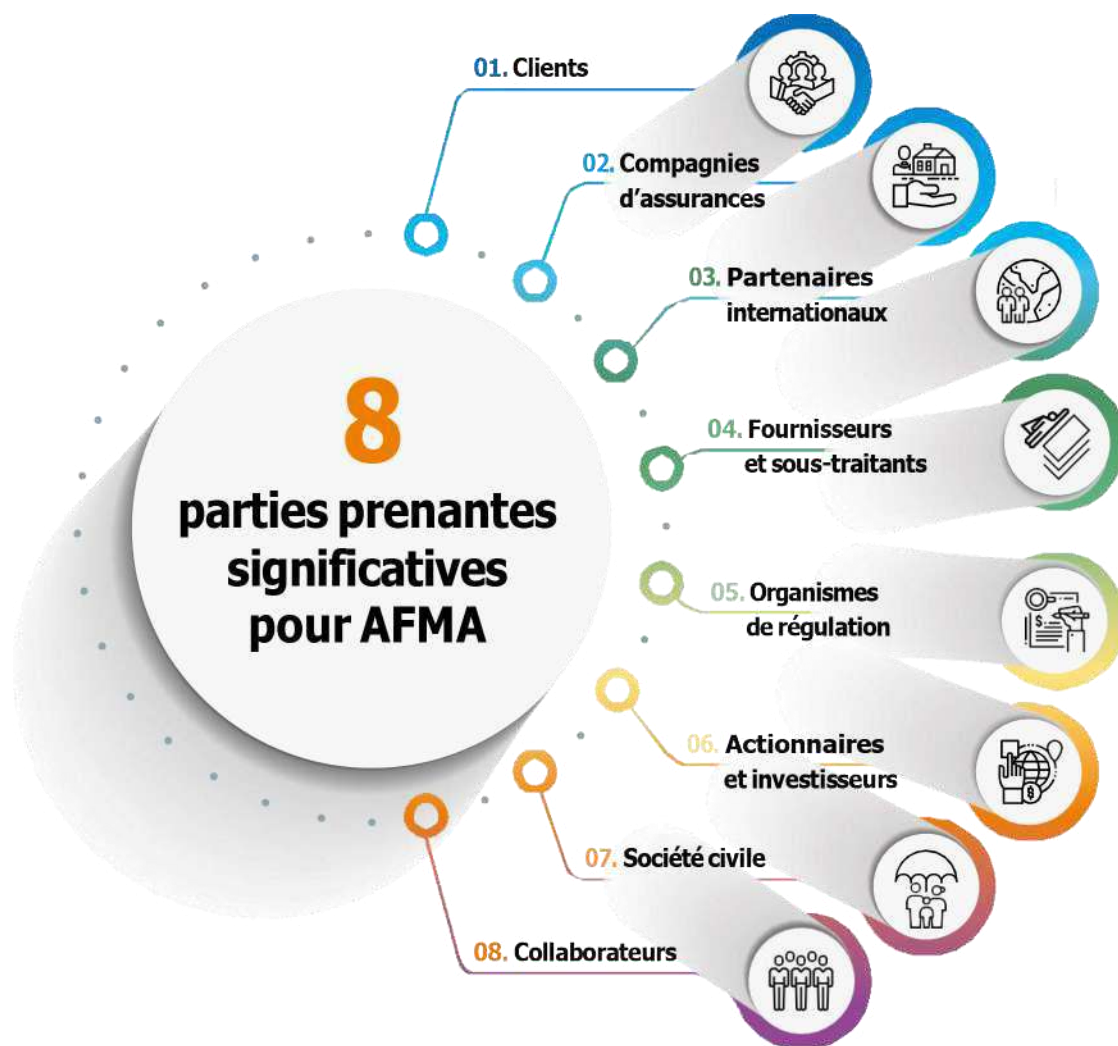 8
parties prenantes
significatives
pour AFMA
01. Clients
02. Compagnies
d’assurances
03. Partenaires
internationaux
04. Fournisseurs
et sous-traitants
05. Organismes
de régulation
06. Actionnaires
et investisseurs
07. Société civile
08. Collaborateurs